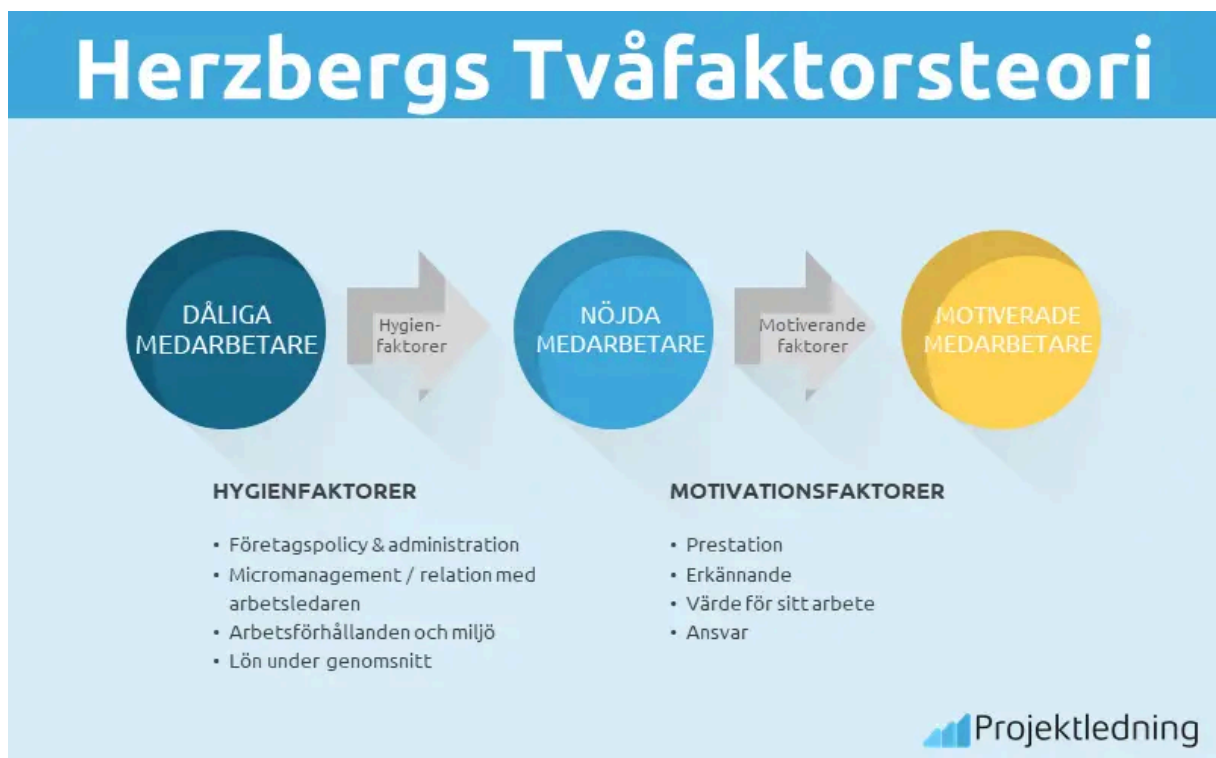 Herzbergs Tvåfaktorsteori
DÅLIGA
MEDARBETARE
Hygien-
faktorer
NÖJDA
MEDARBETARE
Motiverande
faktorer
MOTIVERADE
MEDARBETARE
HYGIENFAKTORER
• Företagspolicy & administration
• Micromanagement / relation med
arbetsledaren
• Arbetsförhållanden och miljö
• Lön under genomsnitt
MOTIVATIONSFAKTORER
• Prestation
• Erkännande
• Värde för sitt arbete
• Ansvar
Projektledning